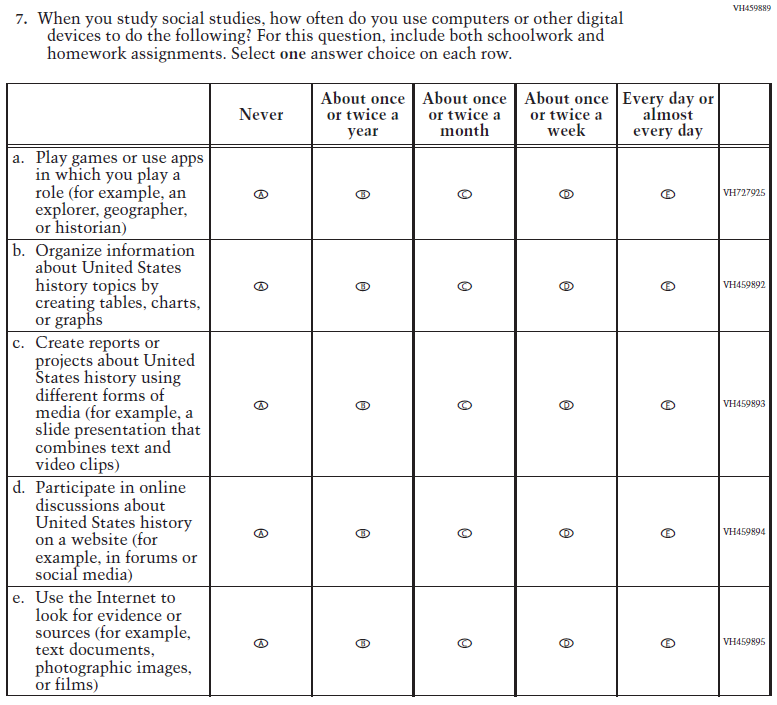 VH459889
7. When you study social studies, how often do you use computers or other digital
devices to do the following? For this question, include both schoolwork and
homework assignments. Select one answer choice on each row.
Never
About once
or twice a
year
About once
or twice a
month
About once
or twice a
week
Every day or
almost
every day
a. Play games or use apps
in which you play a
role (for example, an
explorer, geographer,
or historian)
A B C D E VH727925
b. Organize information
about United States
history topics by
creating tables, charts,
or graphs
A B C D E VH459892
c. Create reports or
projects about United
States history using
different forms of
media (for example, a
slide presentation that
combines text and
video clips)
A B C D E VH459893
d. Participate in online
discussions about
United States history
on a website (for
example, in forums or
social media)
A B C D E VH459894
e. Use the Internet to
look for evidence or
sources (for example,
text documents,
photographic images,
or films)
A B C D E VH459895